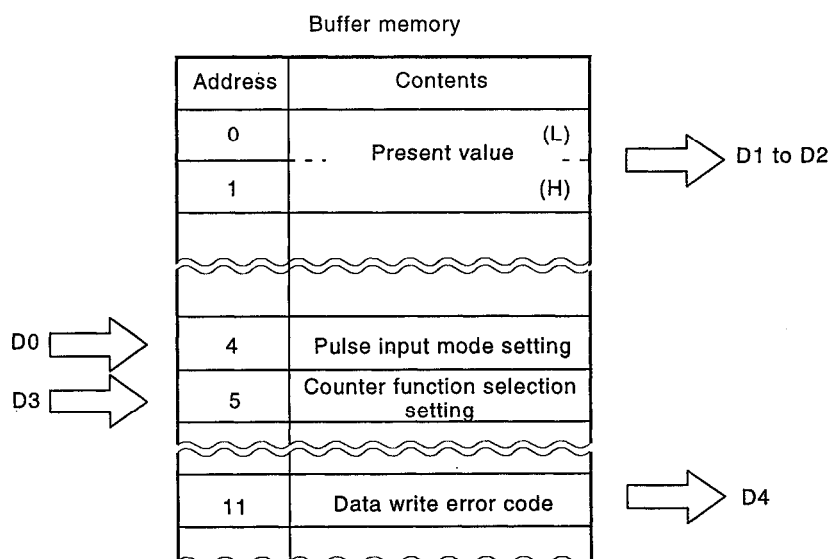 Buffer memory
Address Contents
0 (L)
Present value
D1 to D2
1 (H)
D0 4 Pulse input mode setting
D3 5 Counter function selection
setting
11 Data write error code D4